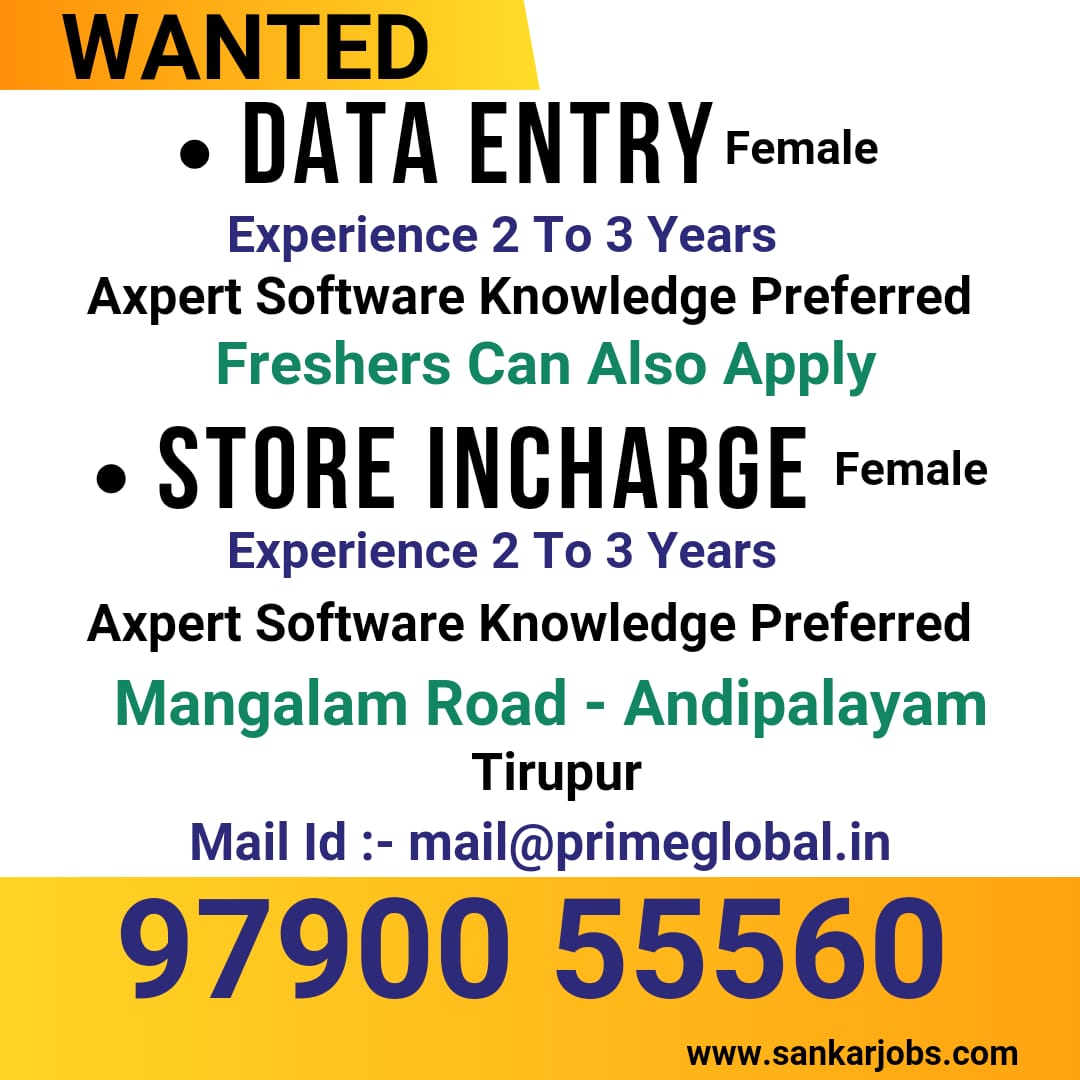 WANTED
• DATA ENTRY Female
Experience 2 To 3 Years
Axpert Software Knowledge Preferred
Freshers Can Also Apply
• STORE INCHARGE Female
Experience 2 To 3 Years
Axpert Software Knowledge Preferred
Mangalam Road - Andipalayam
Tirupur
Mail Id :- mail@primeglobal.in
97900 55560
www.sankarjobs.com